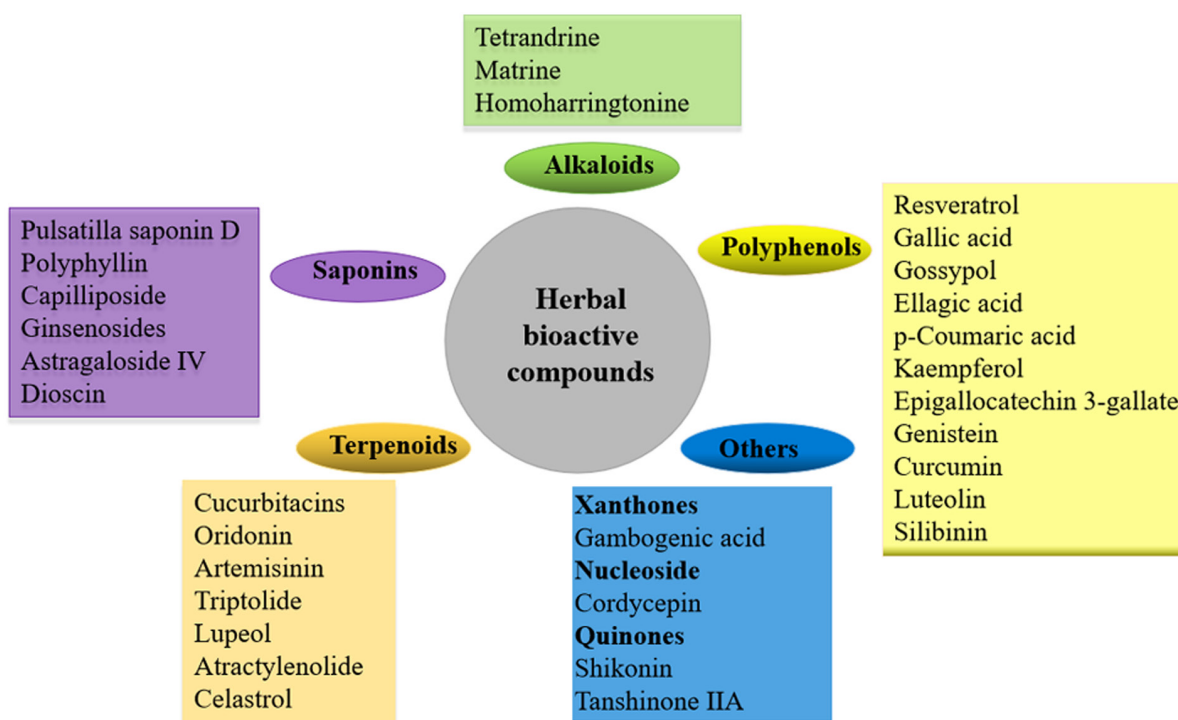 Tetrandrine
Matrine
Homoharringtonine
Alkaloids
Polyphenols
Resveratrol
Gallic acid
Gossypol
Ellagic acid
p-Coumaric acid
Kaempferol
Epigallocatechin 3-gallate
Genistein
Curcumin
Luteolin
Silibinin
Saponins
Pulsatilla saponin D
Polyphyllin
Capilliposide
Ginsenosides
Astragaloside IV
Dioscin
Herbal
bioactive
compounds
Terpenoids
Cucurbitacins
Oridonin
Artemisinin
Triptolide
Lupeol
Atractylenolide
Celastrol
Others
Xanthones
Gambogenic acid
Nucleoside
Cordycepin
Quinones
Shikonin
Tanshinone IIA